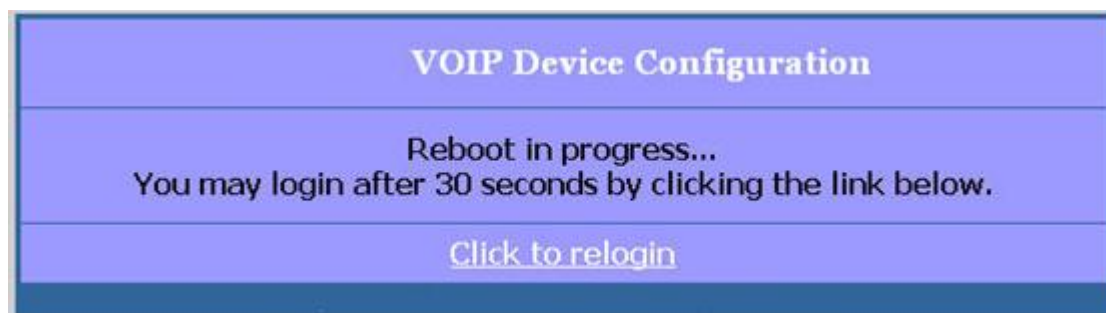 VOIP Device Configuration
Reboot in progress...
You may login after 30 seconds by clicking the link below.
Click to relogin